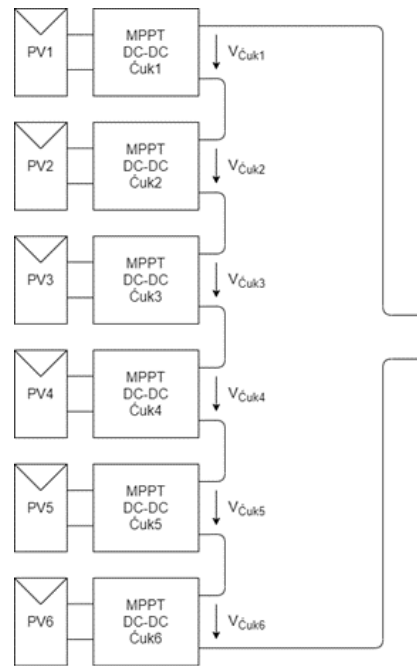 PV1
MPPT
DC-DC
Ćuk1
VĆuk1
PV2
MPPT
DC-DC
Ćuk2
VĆuk2
PV3
MPPT
DC-DC
Ćuk3
VĆuk3
PV4
MPPT
DC-DC
Ćuk4
VĆuk4
PV5
MPPT
DC-DC
Ćuk5
VĆuk5
PV6
MPPT
DC-DC
Ćuk6
VĆuk6